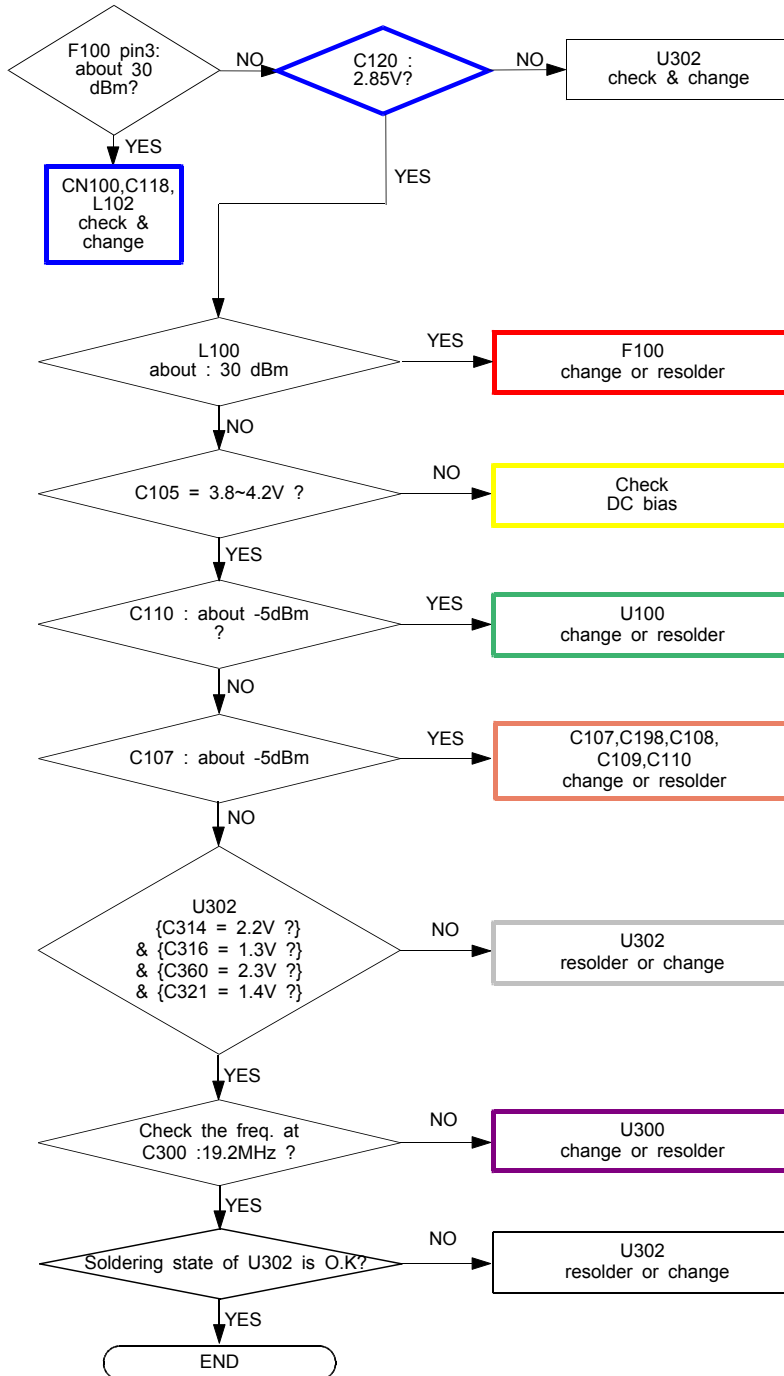 F100 pin3:
about 30
dBm?
NO
C120 :
2.85V?
NO
U302
check & change
YES
CN100,C118,
L102
check &
change
YES
L100
about : 30 dBm
YES
F100
change or resolder
NO
C105 = 3.8~4.2V ?
NO
Check
DC bias
YES
C110 : about -5dBm
?
YES
U100
change or resolder
NO
C107 : about -5dBm
YES
C107,C198,C108,
C109,C110
change or resolder
NO
U302
{C314 = 2.2V ?}
& {C316 = 1.3V ?}
& {C360 = 2.3V ?}
& {C321 = 1.4V ?}
NO
U302
resolder or change
YES
Check the freq. at
C300 :19.2MHz ?
NO
U300
change or resolder
YES
Soldering state of U302 is O.K?
NO
U302
resolder or change
YES
END